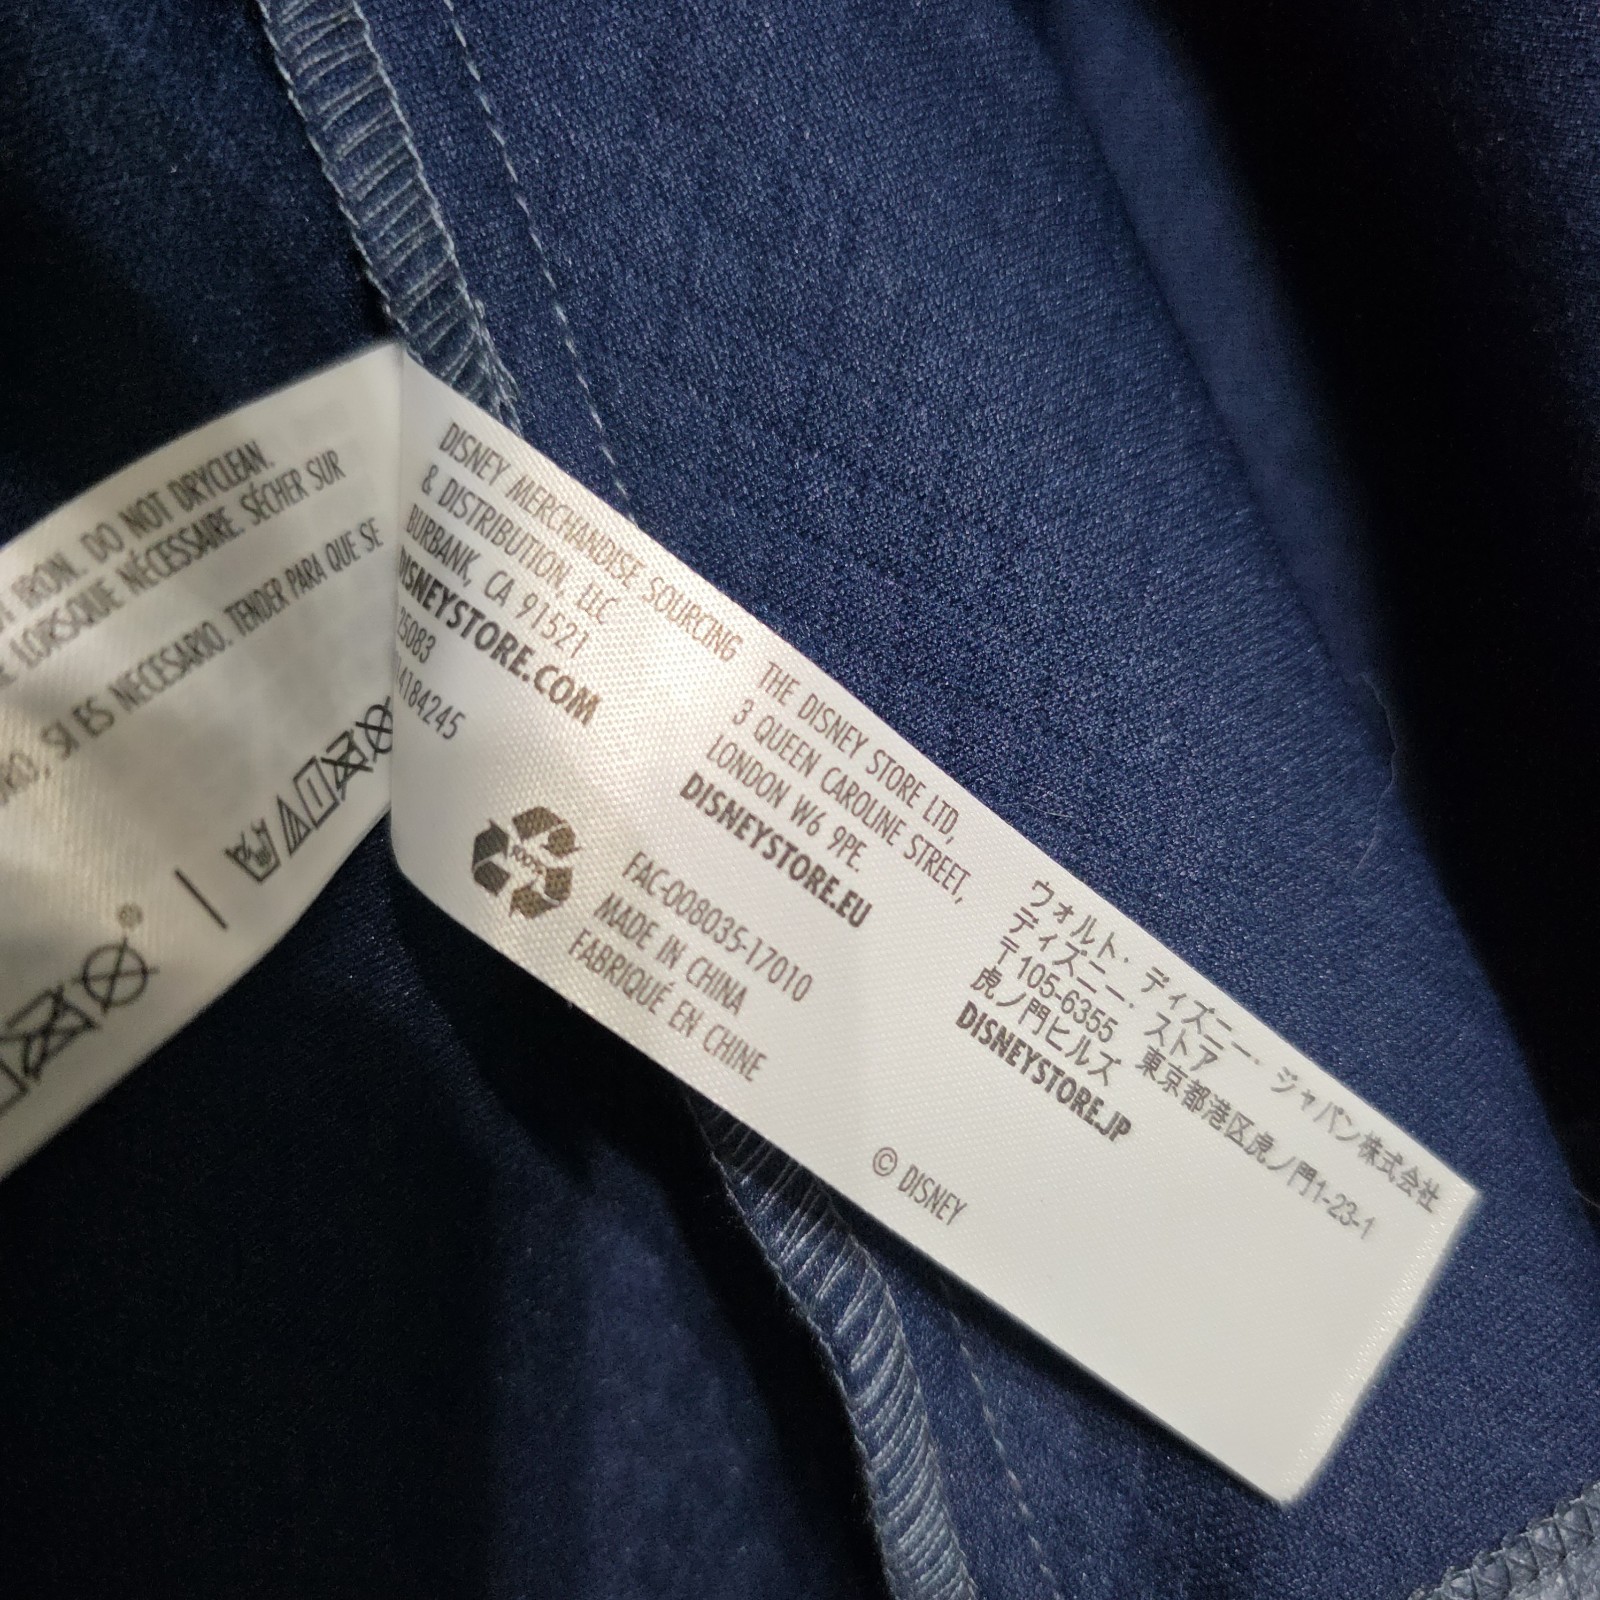 IRON. DO NOT DRYCLEAN.
LORSQUE NÉCESSAIRE. SÉCHER SUR
SI ES NECESARIO. TENDER PARA QUE SE
DISNEY MERCHANDISE SOURCING
& DISTRIBUTION, LLC
BURBANK, CA 91521
DISNEYSTORE.COM
25083
4184245
THE DISNEY STORE LTD,
3 QUEEN CAROLINE STREET,
LONDON W6 9PE.
DISNEYSTORE.EU
100%
FAC-008035-17010
MADE IN CHINA
FABRIQUÉ EN CHINE
ウォルト・ディズニー・ジャパン株式会社
ディズニー・ストア
〒105-6355 東京都港区虎ノ門1-23-1
虎ノ門ヒルズ
DISNEYSTORE.JP
© DISNEY